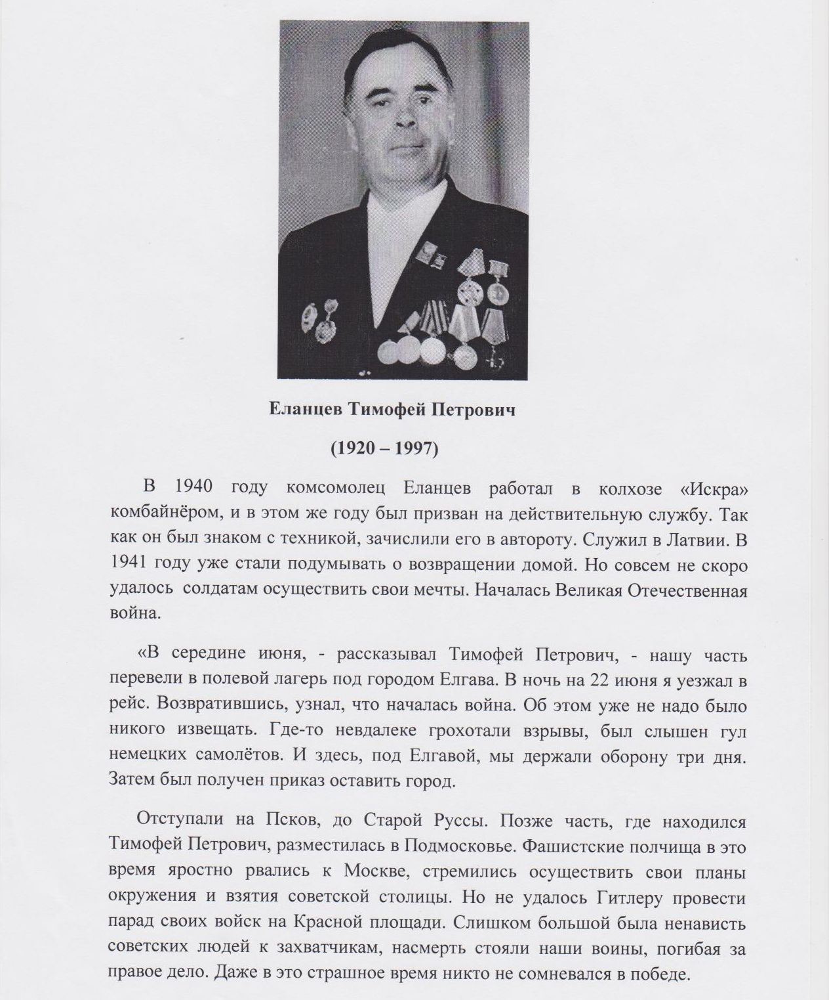 Еланцев Тимофей Петрович
(1920 – 1997)
В 1940 году комсомолец Еланцев работал в колхозе «Искра»
комбайнёром, и в этом же году был призван на действительную службу. Так
как он был знаком с техникой, зачислили его в автороту. Служил в Латвии. В
1941 году уже стали подумывать о возвращении домой. Но совсем не скоро
удалось солдатам осуществить свои мечты. Началась Великая Отечественная
война.
«В середине июня, - рассказывал Тимофей Петрович, - нашу часть
перевели в полевой лагерь под городом Елгава. В ночь на 22 июня я уезжал в
рейс. Возвратившись, узнал, что началась война. Об этом уже не надо было
никого извещать. Где-то невдалеке грохотали взрывы, был слышен гул
немецких самолётов. И здесь, под Елгавой, мы держали оборону три дня.
Затем был получен приказ оставить город.
Отступали на Псков, до Старой Руссы. Позже часть, где находился
Тимофей Петрович, разместилась в Подмосковье. Фашистские полчища в это
время яростно рвались к Москве, стремились осуществить свои планы
окружения и взятия советской столицы. Но не удалось Гитлеру провести
парад своих войск на Красной площади. Слишком большой была ненависть
советских людей к захватчикам, насмерть стояли наши воины, погибая за
правое дело. Даже в это страшное время никто не сомневался в победе.